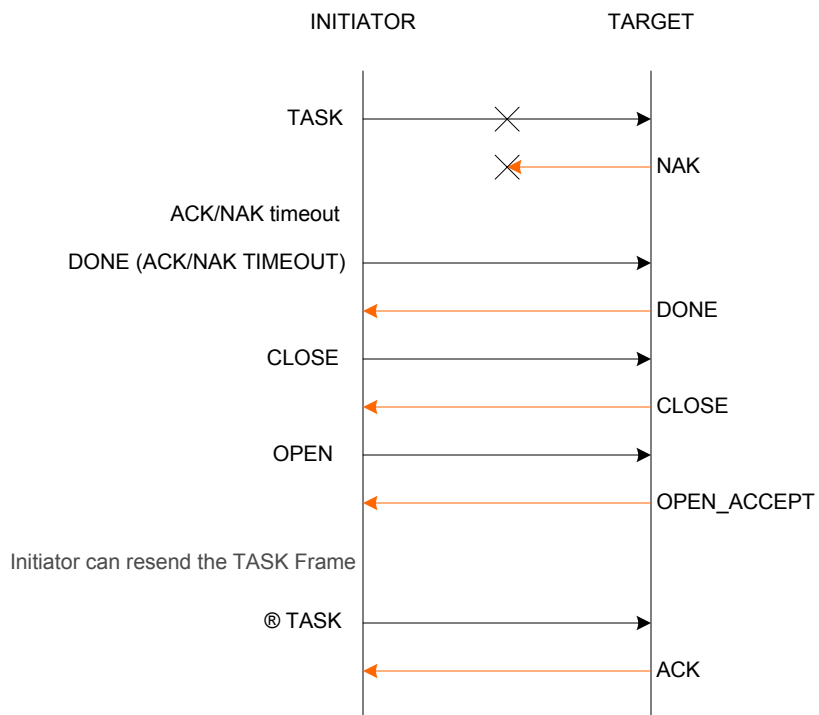 INITIATOR
TARGET
TASK
NAK
ACK/NAK timeout
DONE (ACK/NAK TIMEOUT)
DONE
CLOSE
CLOSE
OPEN
OPEN_ACCEPT
Initiator can resend the TASK Frame
® TASK
ACK